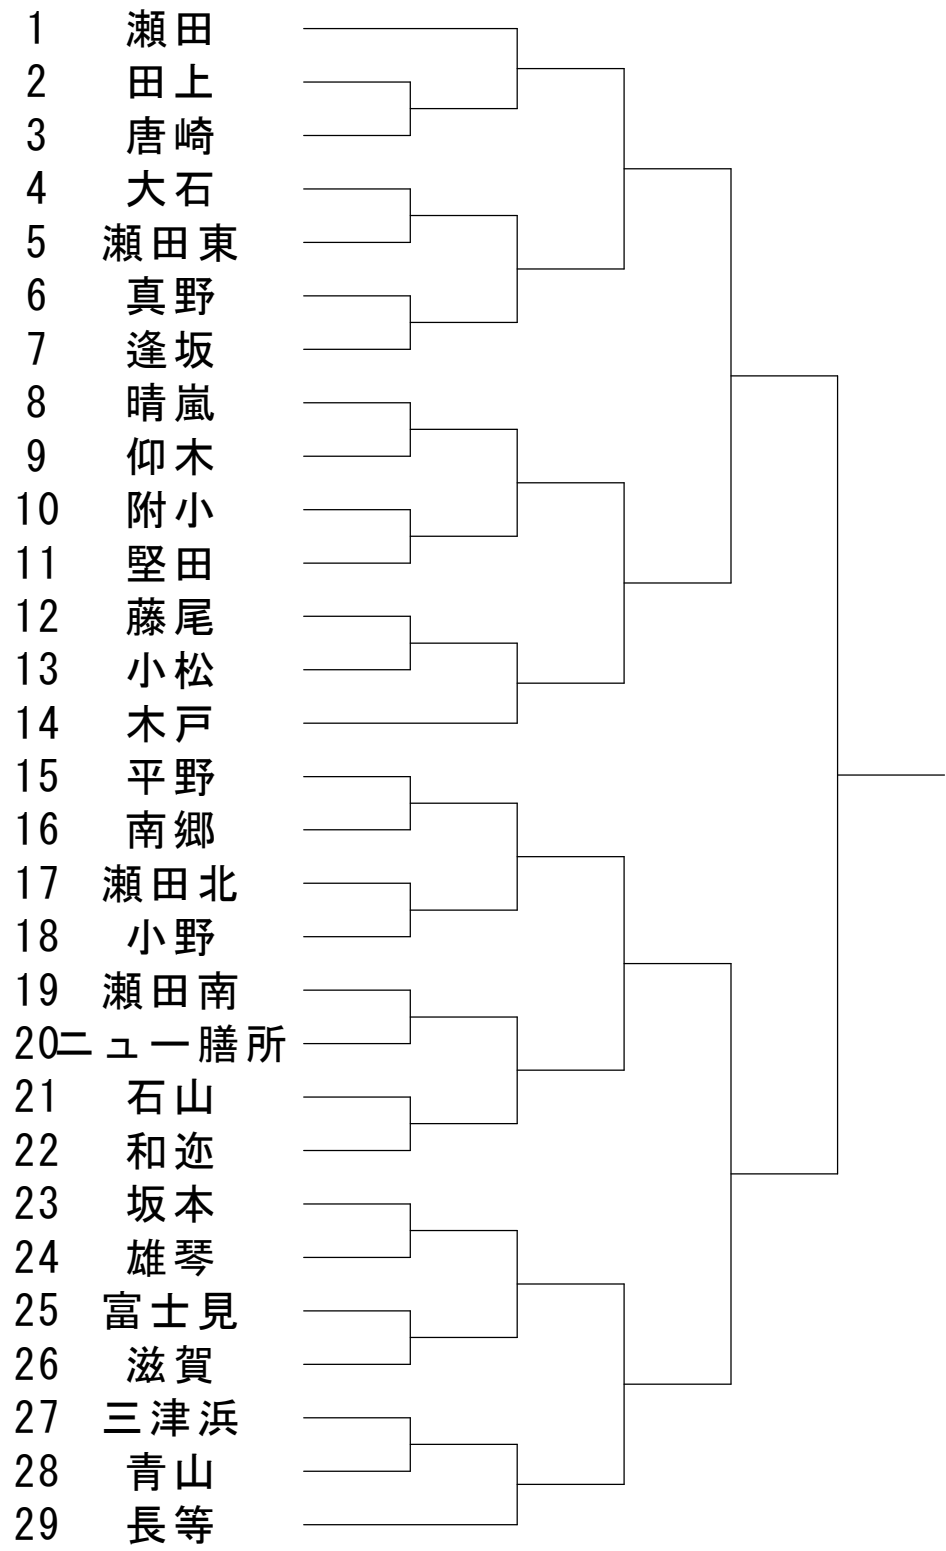 1 瀬田
2 田上
3 唐崎
4 大石
5 瀬田東
6 真野
7 逢坂
8 晴嵐
9 仰木
10 附小
11 堅田
12 藤尾
13 小松
14 木戸
15 平野
16 南郷
17 瀬田北
18 小野
19 瀬田南
20 ニュー膳所
21 石山
22 和迩
23 坂本
24 雄琴
25 富士見
26 滋賀
27 三津浜
28 青山
29 長等